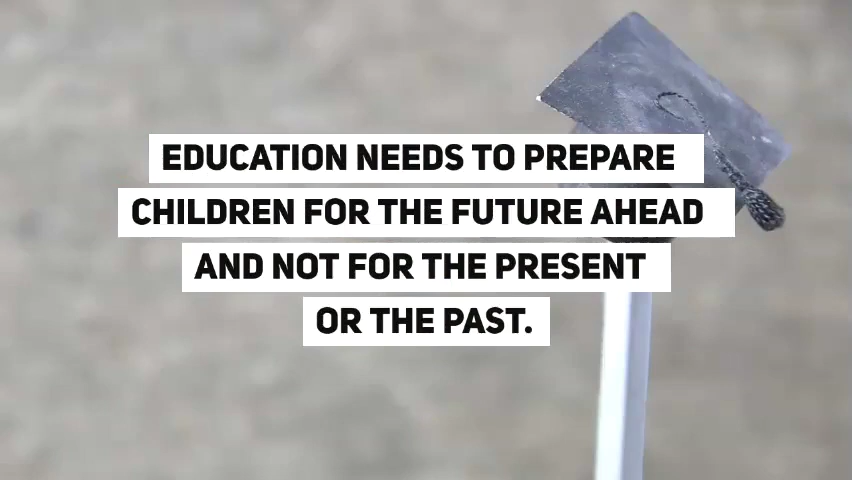 EDUCATION NEEDS TO PREPARE
CHILDREN FOR THE FUTURE AHEAD
AND NOT FOR THE PRESENT
OR THE PAST.